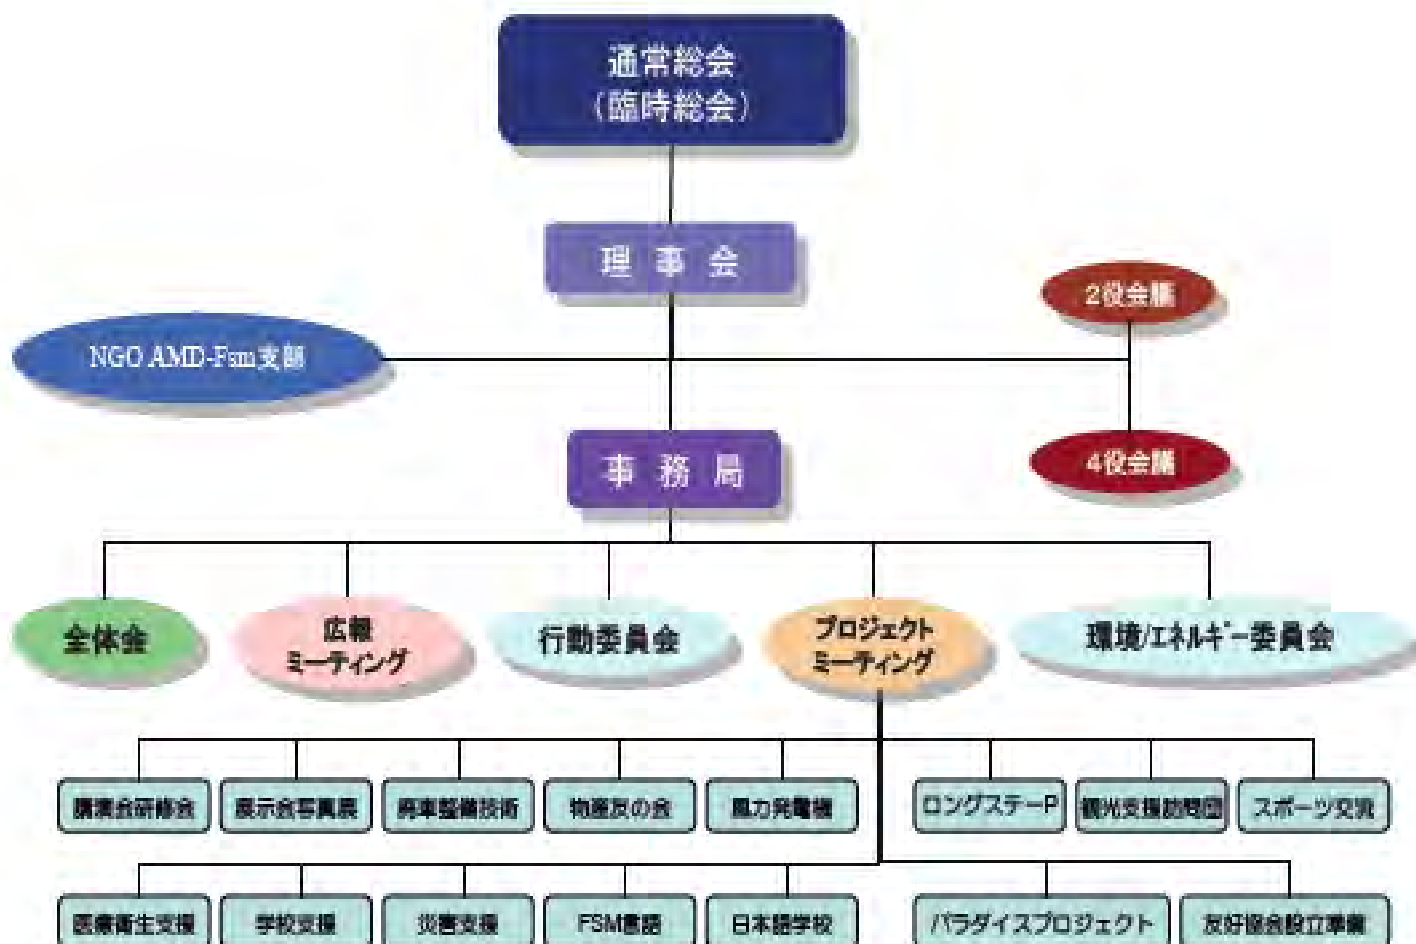 通常総会
（臨時総会）
理 事 会
2役会議
NGO AMD-Fsm支部
事 務 局
4役会議
全体会
広報
ミーティング
行動委員会
プロジェクト
ミーティング
環境/エネルギー委員会
講演会研修会
展示会写真展
廃車整備技術
物産友の会
風力発電機
ロングステーP
観光支援訪問団
スポーツ交流
医療衛生支援
学校支援
災害支援
FSM言語
日本語学校
パラダイスプロジェクト
友好協会設立準備